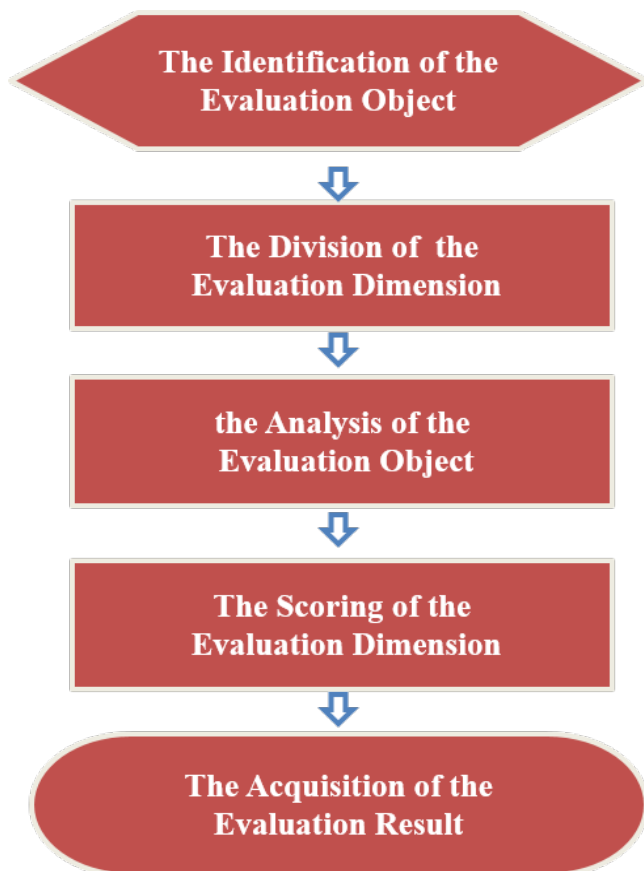 The Identification of the
Evaluation Object
The Division of the
Evaluation Dimension
the Analysis of the
Evaluation Object
The Scoring of the
Evaluation Dimension
The Acquisition of the
Evaluation Result